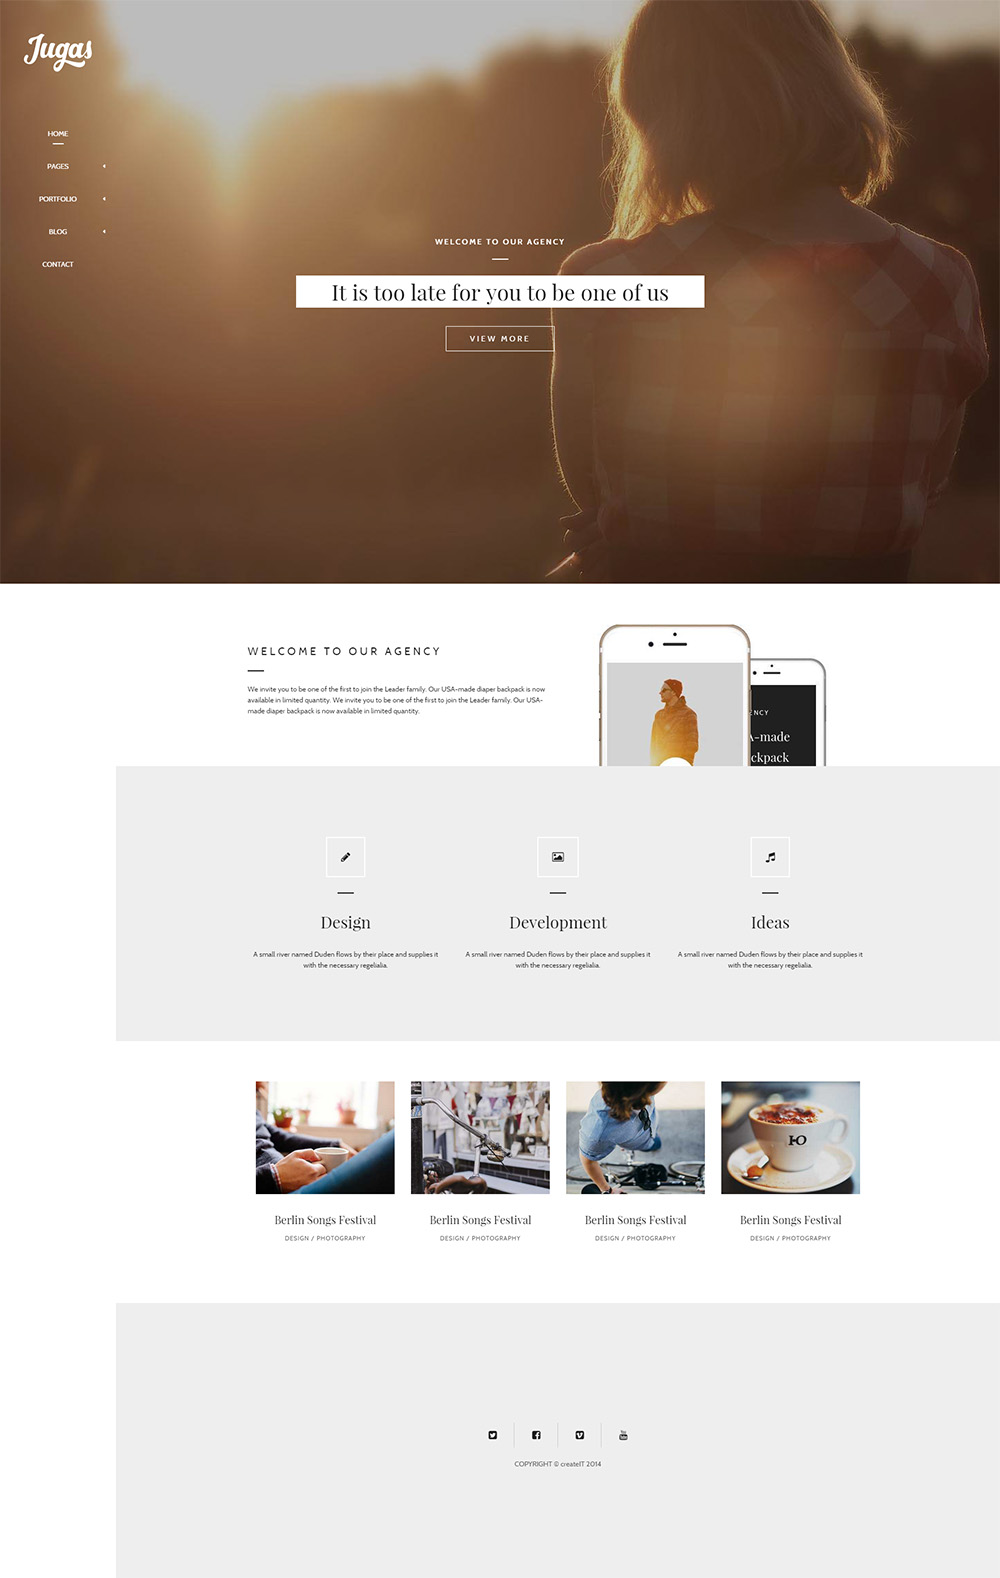 Jugas
HOME
PAGES
PORTFOLIO
BLOG
CONTACT
WELCOME TO OUR AGENCY
It is too late for you to be one of us
VIEW MORE
WELCOME TO OUR AGENCY
We invite you to be one of the first to join the Leader family. Our USA-made diaper backpack is now
available in limited quantity. We invite you to be one of the first to join the Leader family. Our USA-
made diaper backpack is now available in limited quantity.
ENCY
A-made
ckpack
Design
A small river named Duden flows by their place and supplies it
with the necessary regelialia.
Development
A small river named Duden flows by their place and supplies it
with the necessary regelialia.
Ideas
A small river named Duden flows by their place and supplies it
with the necessary regelialia.
Berlin Songs Festival
DESIGN / PHOTOGRAPHY
Berlin Songs Festival
DESIGN / PHOTOGRAPHY
Berlin Songs Festival
DESIGN / PHOTOGRAPHY
Berlin Songs Festival
DESIGN / PHOTOGRAPHY
COPYRIGHT © createIT 2014